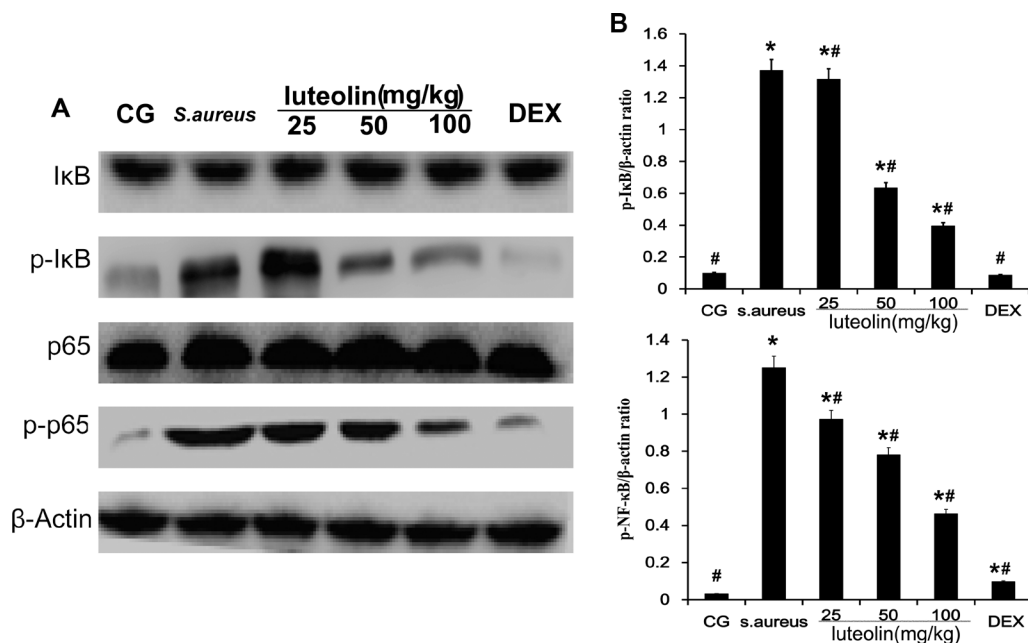 A
luteolin(mg/kg)
CG S.aureus 25 50 100 DEX
IκB
p-IκB
p65
p-p65
β-Actin
B
p-IκB/β-actin ratio
1.6
1.4
1.2
1
0.8
0.6
0.4
0.2
0
# * *# *# *# #
CG s.aureus 25 50 100 DEX
luteolin(mg/kg)
p-NF-κB/β-actin ratio
1.4
1.2
1
0.8
0.6
0.4
0.2
0
# * *# *# *# *#
CG s.aureus 25 50 100 DEX
luteolin(mg/kg)